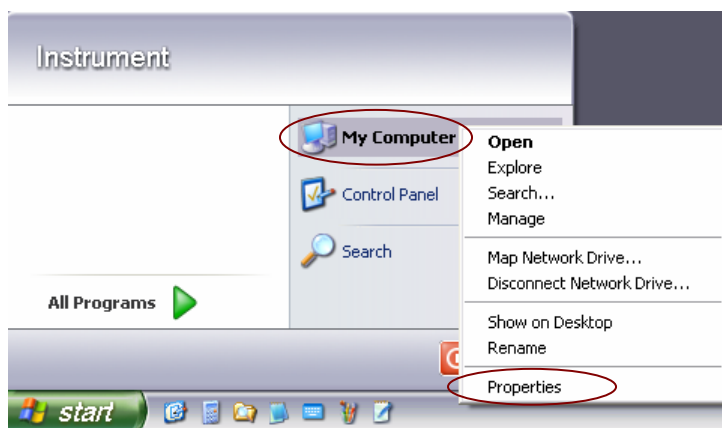 Instrument
My Computer
Open
Explore
Search...
Manage
Control Panel
Search
Map Network Drive...
Disconnect Network Drive...
All Programs
Show on Desktop
Rename
Properties
start